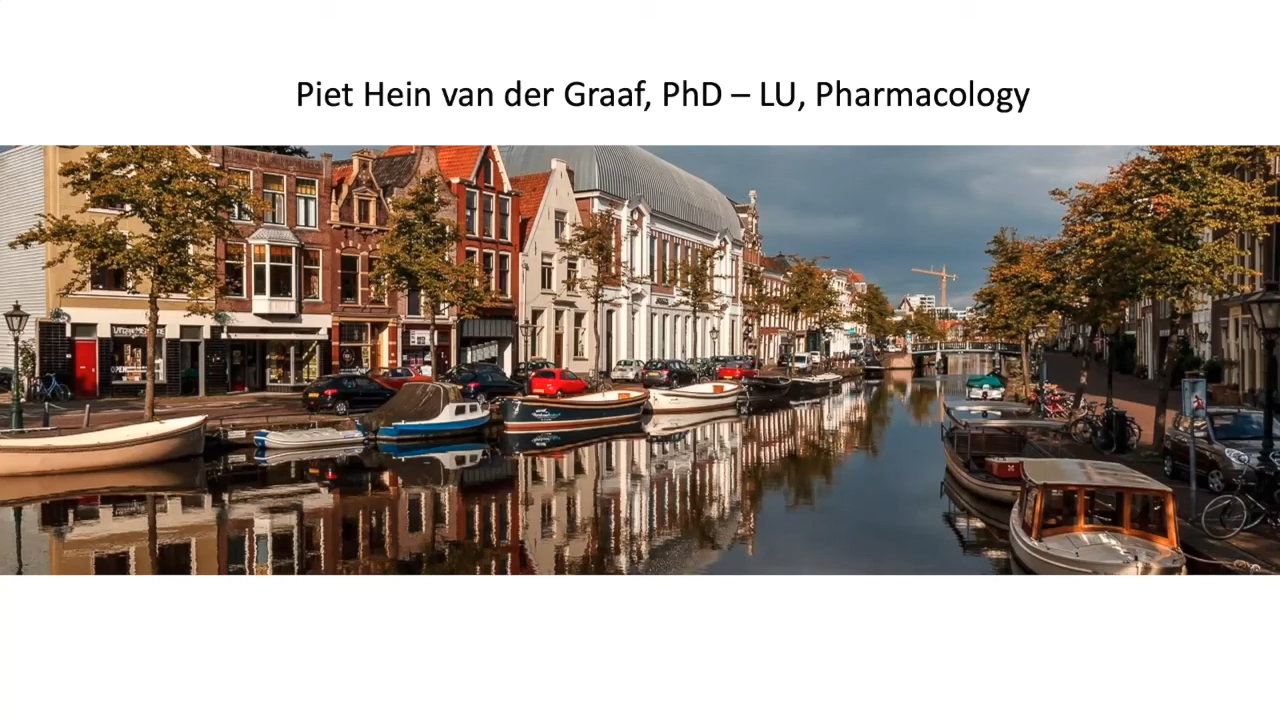 Piet Hein van der Graaf, PhD – LU, Pharmacology